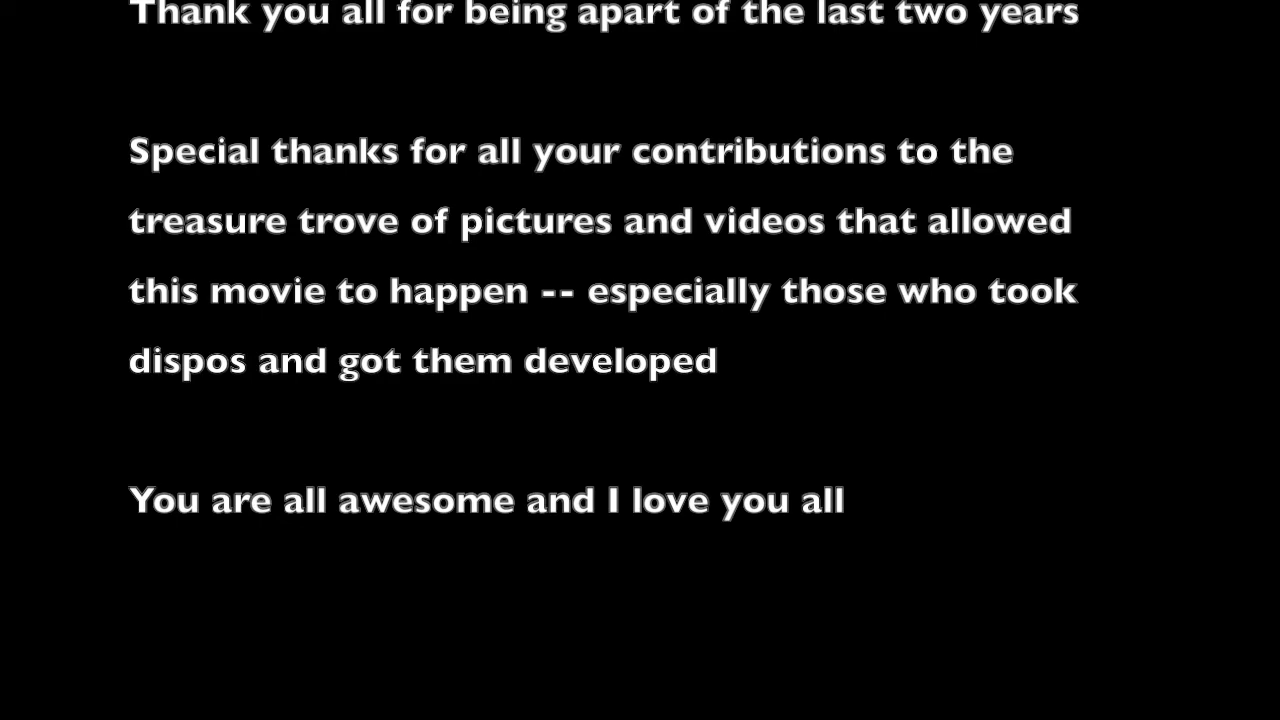 Thank you all for being apart of the last two years
Special thanks for all your contributions to the
treasure trove of pictures and videos that allowed
this movie to happen -- especially those who took
dispos and got them developed
You are all awesome and I love you all